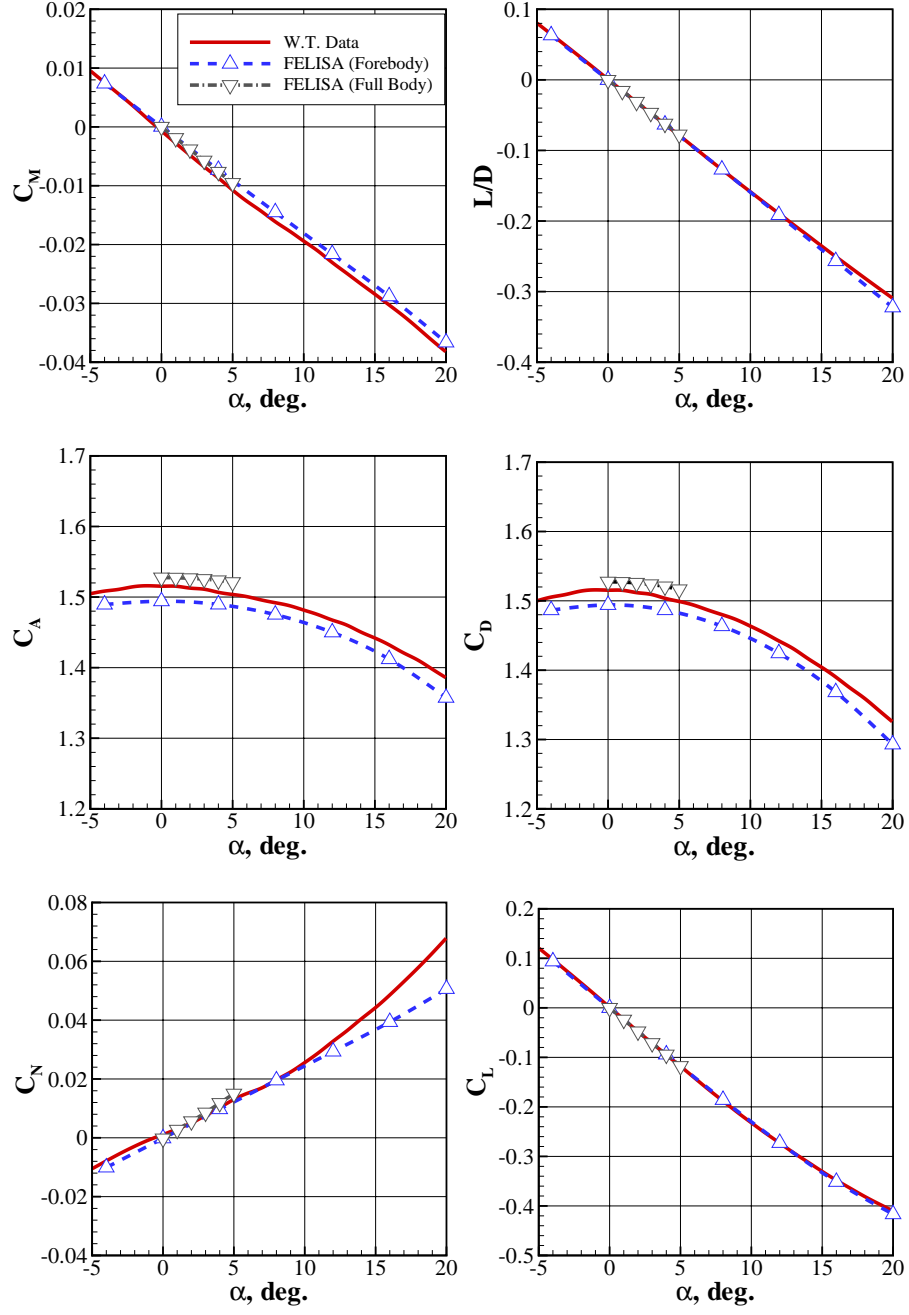 0.02
0.01
0
-0.01
-0.02
-0.03
-0.04
C_M
W.T. Data
FELISA (Forebody)
FELISA (Full Body)
-5 0 5 10 15 20
α, deg.
0.1
0
-0.1
-0.2
-0.3
-0.4
L/D
-5 0 5 10 15 20
α, deg.
1.7
1.6
1.5
1.4
1.3
1.2
C_A
-5 0 5 10 15 20
α, deg.
1.7
1.6
1.5
1.4
1.3
1.2
C_D
-5 0 5 10 15 20
α, deg.
0.08
0.06
0.04
0.02
0
-0.02
-0.04
C_N
-5 0 5 10 15 20
α, deg.
0.2
0.1
0
-0.1
-0.2
-0.3
-0.4
-0.5
C_L
-5 0 5 10 15 20
α, deg.